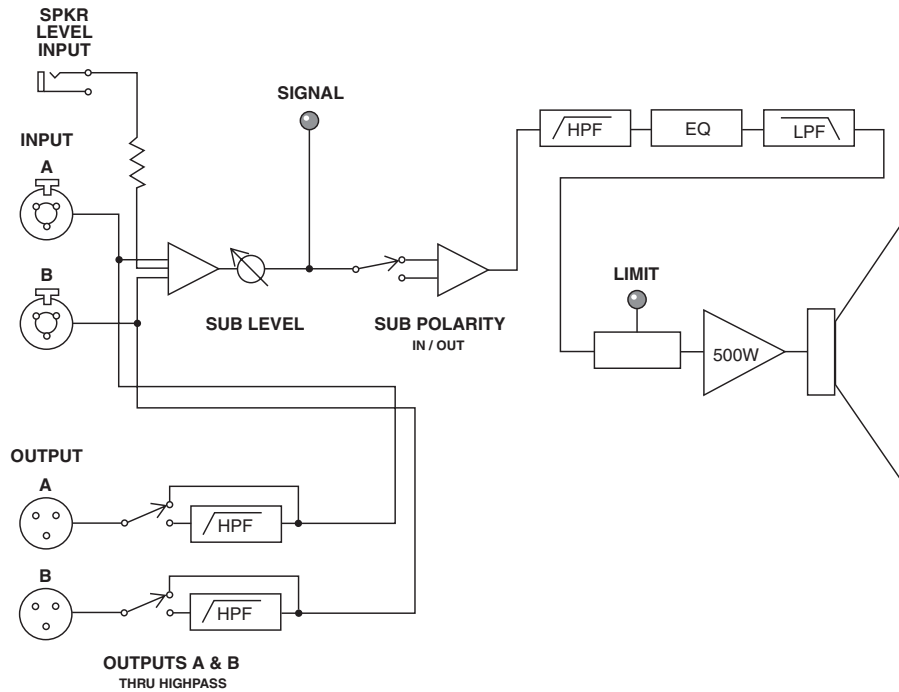 SPKR
LEVEL
INPUT
SIGNAL
INPUT
A
B
HPF
EQ
LPF
SUB LEVEL
SUB POLARITY
IN / OUT
LIMIT
500W
OUTPUT
A
HPF
B
HPF
OUTPUTS A & B
THRU HIGHPASS